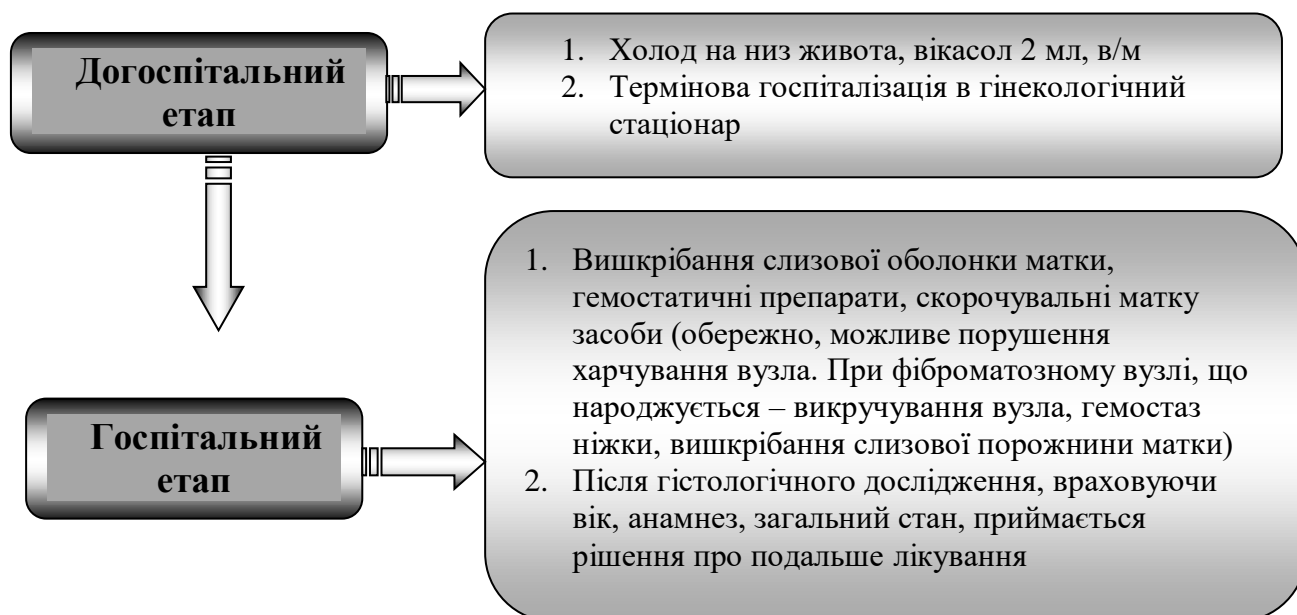 Догоспітальний
етап
1. Холод на низ живота, вікасол 2 мл, в/м
2. Термінова госпіталізація в гінекологічний
стаціонар
Госпітальний
етап
1. Вишкрібання слизової оболонки матки,
гемостатичні препарати, скорочувальні матку
засоби (обережно, можливе порушення
харчування вузла. При фіброматозному вузлі, що
народжується – викручування вузла, гемостаз
ніжки, вишкрібання слизової порожнини матки)
2. Після гістологічного дослідження, враховуючи
вік, анамнез, загальний стан, приймається
рішення про подальше лікування